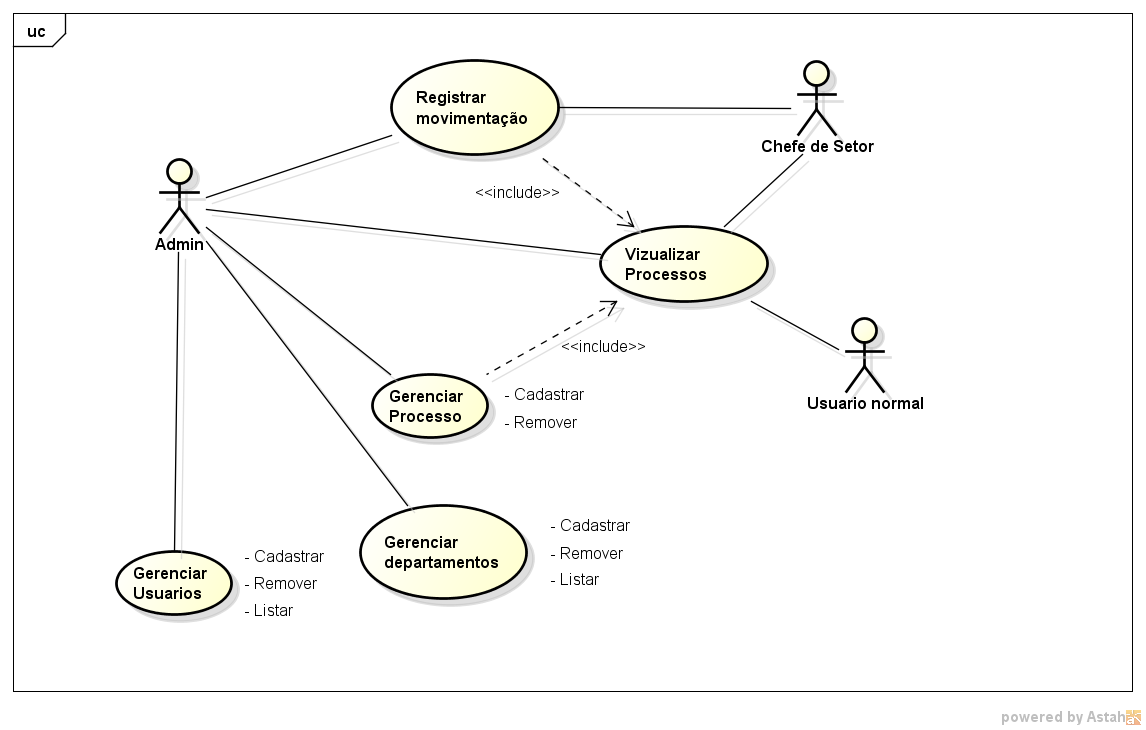 uc
Registrar
movimentação
Chefe de Setor
<<include>>
Admin
Vizualizar
Processos
<<include>>
Usuario normal
Gerenciar
Processo
- Cadastrar
- Remover
Gerenciar
departamentos
- Cadastrar
- Remover
- Listar
Gerenciar
Usuarios
- Cadastrar
- Remover
- Listar
powered by Astah